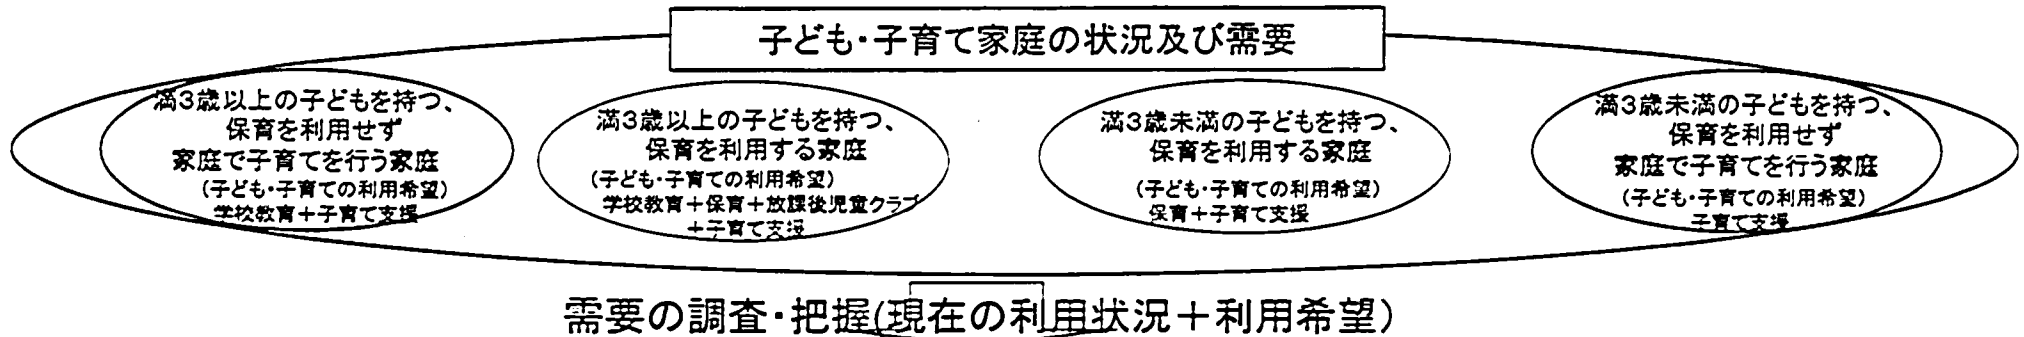 子ども・子育て家庭の状況及び需要
満3歳以上の子どもを持つ、
保育を利用せず
家庭で子育てを行う家庭
(子ども・子育ての利用希望)
学校教育＋子育て支援
満3歳以上の子どもを持つ、
保育を利用する家庭
(子ども・子育ての利用希望)
学校教育＋保育＋放課後児童クラブ
＋子育て支援
満3歳未満の子どもを持つ、
保育を利用する家庭
(子ども・子育ての利用希望)
保育＋子育て支援
満3歳未満の子どもを持つ、
保育を利用せず
家庭で子育てを行う家庭
(子ども・子育ての利用希望)
子育て支援
需要の調査・把握(現在の利用状況＋利用希望)